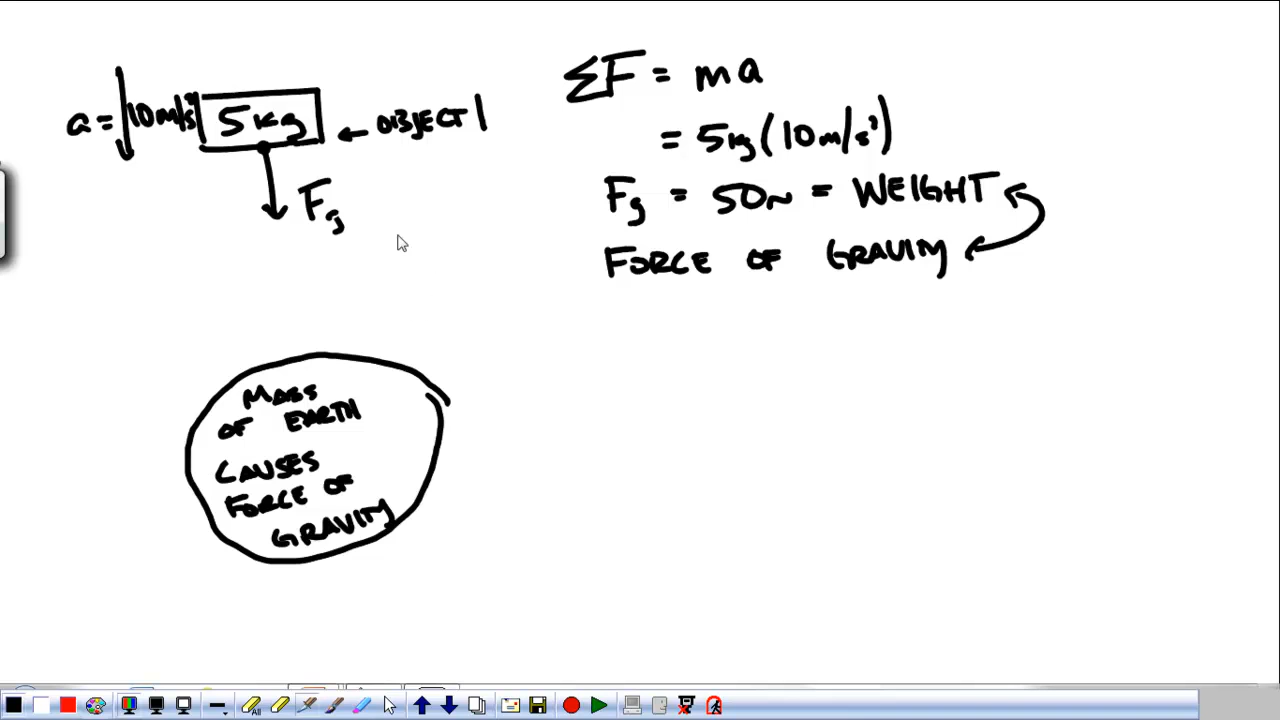 a = 10m/s² 5kg ← OBJECT 1
Fg
ΣF = ma
= 5kg(10m/s²)
Fg = 50N = WEIGHT
FORCE OF GRAVITY
MASS
OF EARTH
CAUSES
FORCE OF
GRAVITY
All